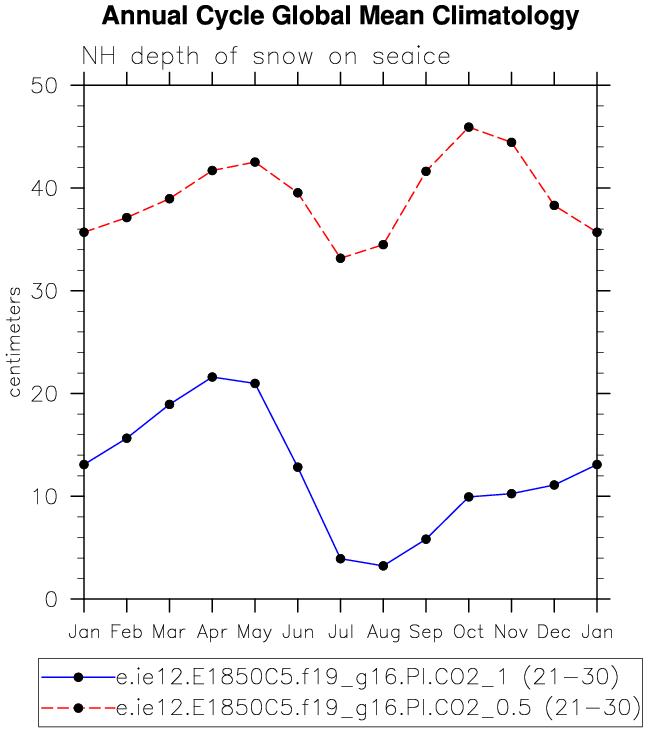 Annual Cycle Global Mean Climatology
NH depth of snow on seaice
50
40
30
20
10
0
centimeters
Jan Feb Mar Apr May Jun Jul Aug Sep Oct Nov Dec Jan
e.ie12.E1850C5.f19_g16.PI.CO2_1 (21-30)
e.ie12.E1850C5.f19_g16.PI.CO2_0.5 (21-30)